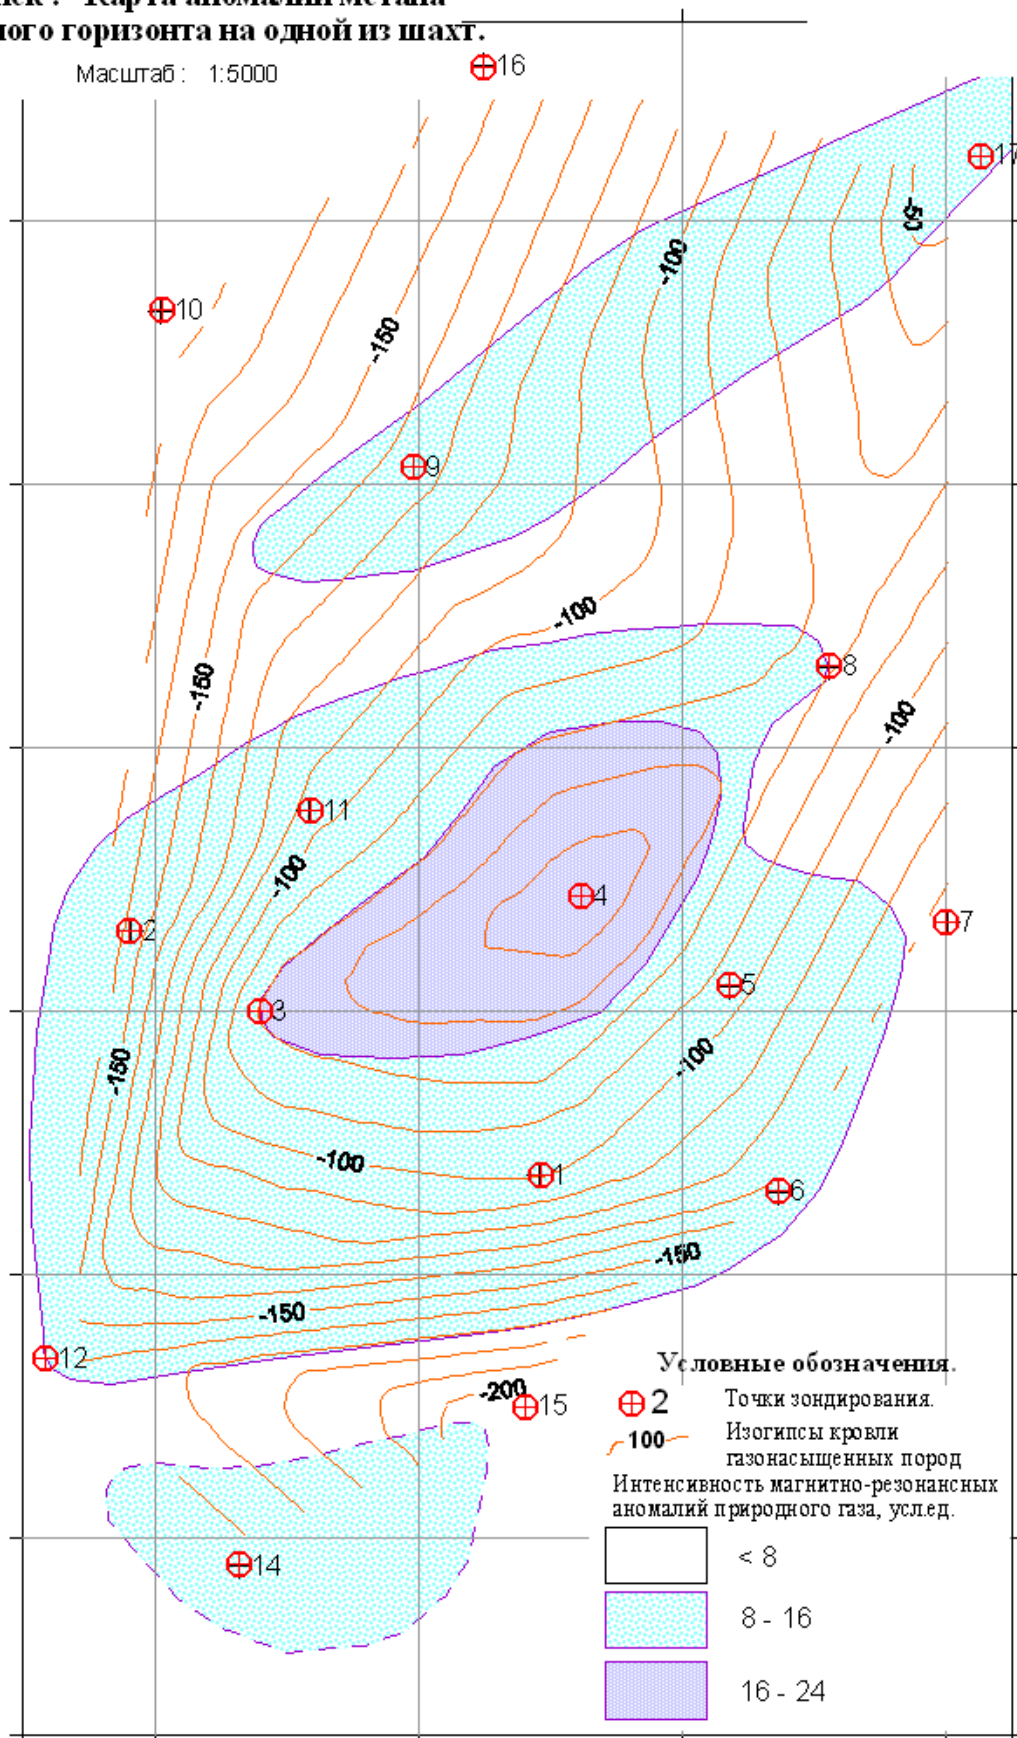 Карта аномалий метана
горизонта на одной из шахт.
Масштаб : 1:5000
16
17
-50
-100
10
-150
9
-100
8
-150
-100
11
-100
2
4
7
3
5
-150
-100
-100
1
6
-150
-150
12
-200
15
14
Условные обозначения.
2 Точки зондирования.
100 Изогипсы кровли
газонасыщенных пород
Интенсивность магнитно-резонансных
аномалий природного газа, усл.ед.
< 8
8 - 16
16 - 24